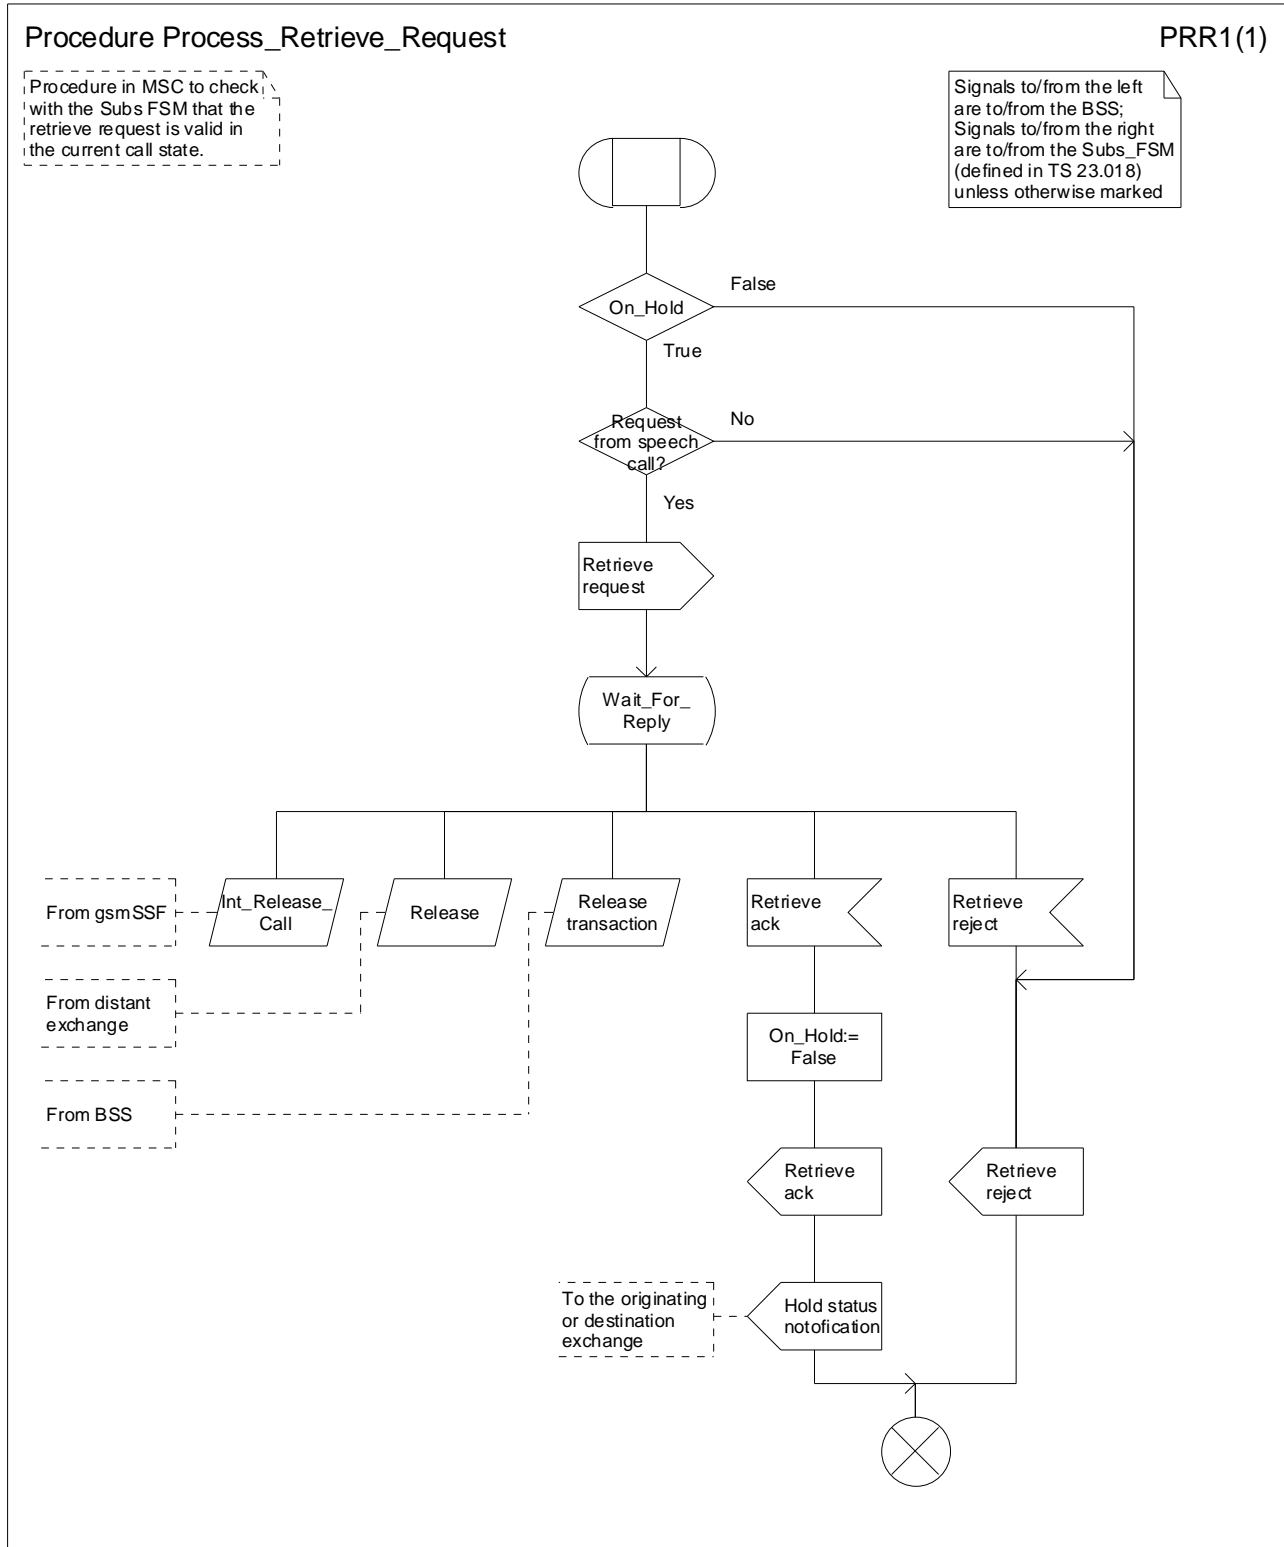 Procedure Process_Retrieve_Request
PRR1(1)
Procedure in MSC to check
with the Subs FSM that the
retrieve request is valid in
the current call state.
Signals to/from the left
are to/from the BSS;
Signals to/from the right
are to/from the Subs_FSM
(defined in TS 23.018)
unless otherwise marked
On_Hold
False
True
Request
from speech
call?
No
Yes
Retrieve
request
Wait_For_
Reply
From gsmSSF
Int_Release_
Call
Release
Release
transaction
Retrieve
ack
Retrieve
reject
From distant
exchange
On_Hold:=
False
From BSS
Retrieve
ack
Retrieve
reject
To the originating
or destination
exchange
Hold status
notofication